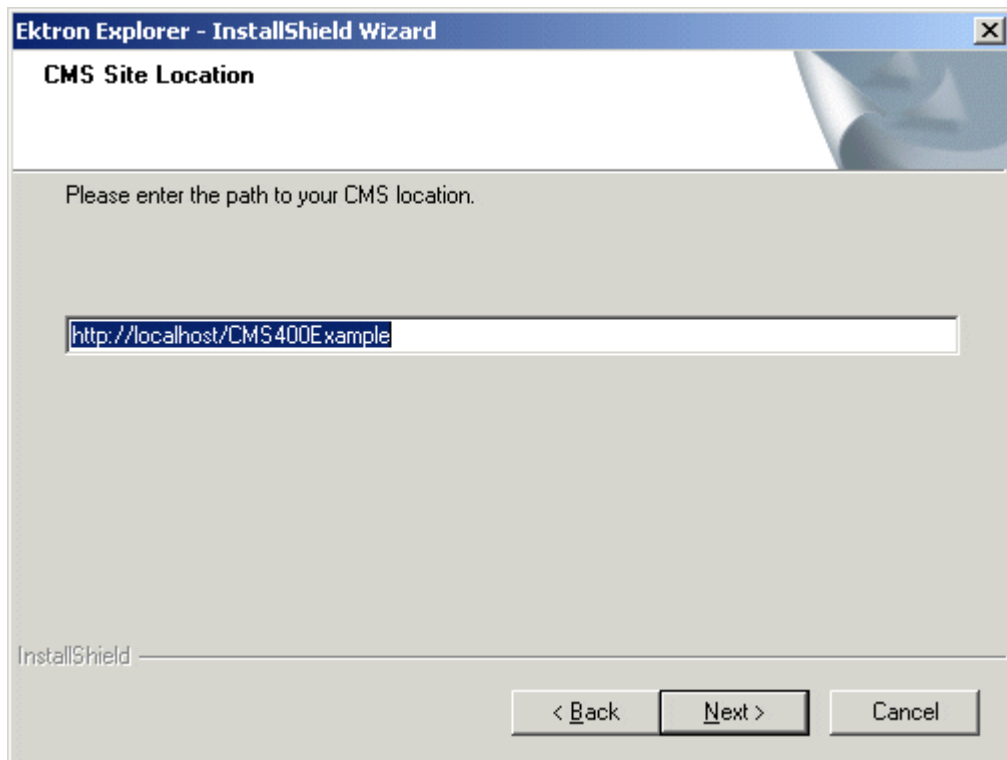 Ektron Explorer - InstallShield Wizard
CMS Site Location
Please enter the path to your CMS location.
http://localhost/CMS400Example
InstallShield
< Back Next > Cancel